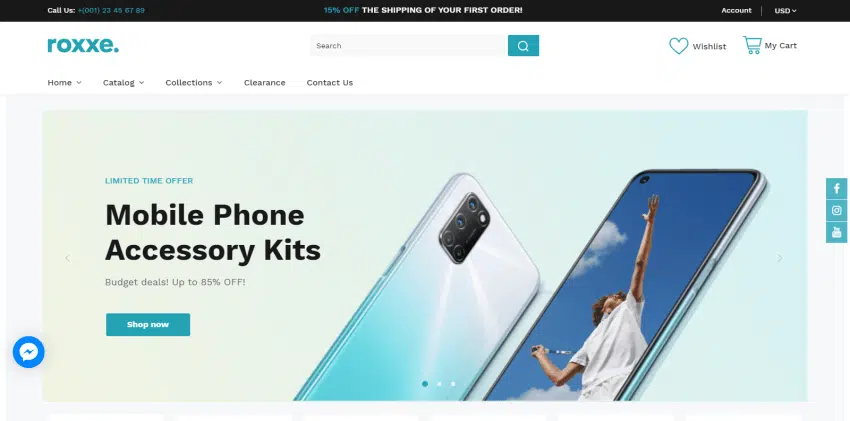 Call Us: +(001) 23 45 67 89
15% OFF THE SHIPPING OF YOUR FIRST ORDER!
Account
USD
roxxe.
Search
Wishlist
My Cart
Home
Catalog
Collections
Clearance
Contact Us
LIMITED TIME OFFER
Mobile Phone
Accessory Kits
Budget deals! Up to 85% OFF!
Shop now
You